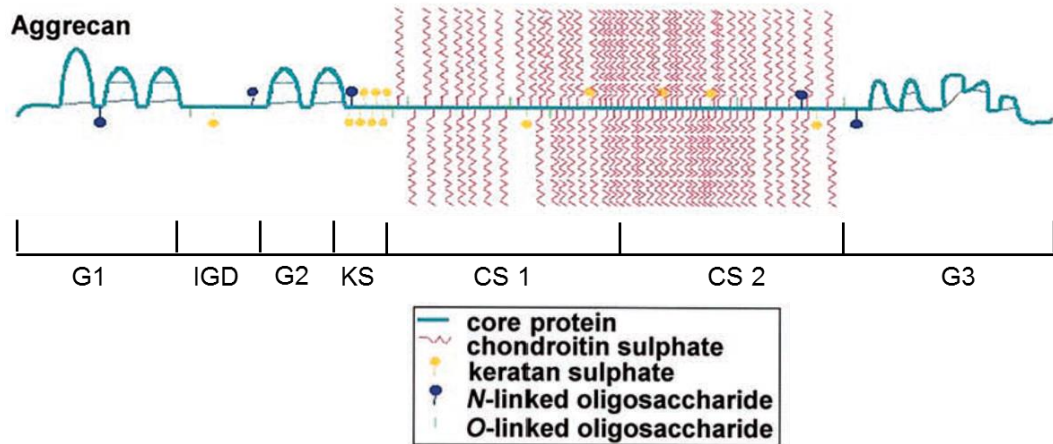 Aggrecan
G1 IGD G2 KS CS 1 CS 2 G3
core protein
chondroitin sulphate
keratan sulphate
N-linked oligosaccharide
O-linked oligosaccharide